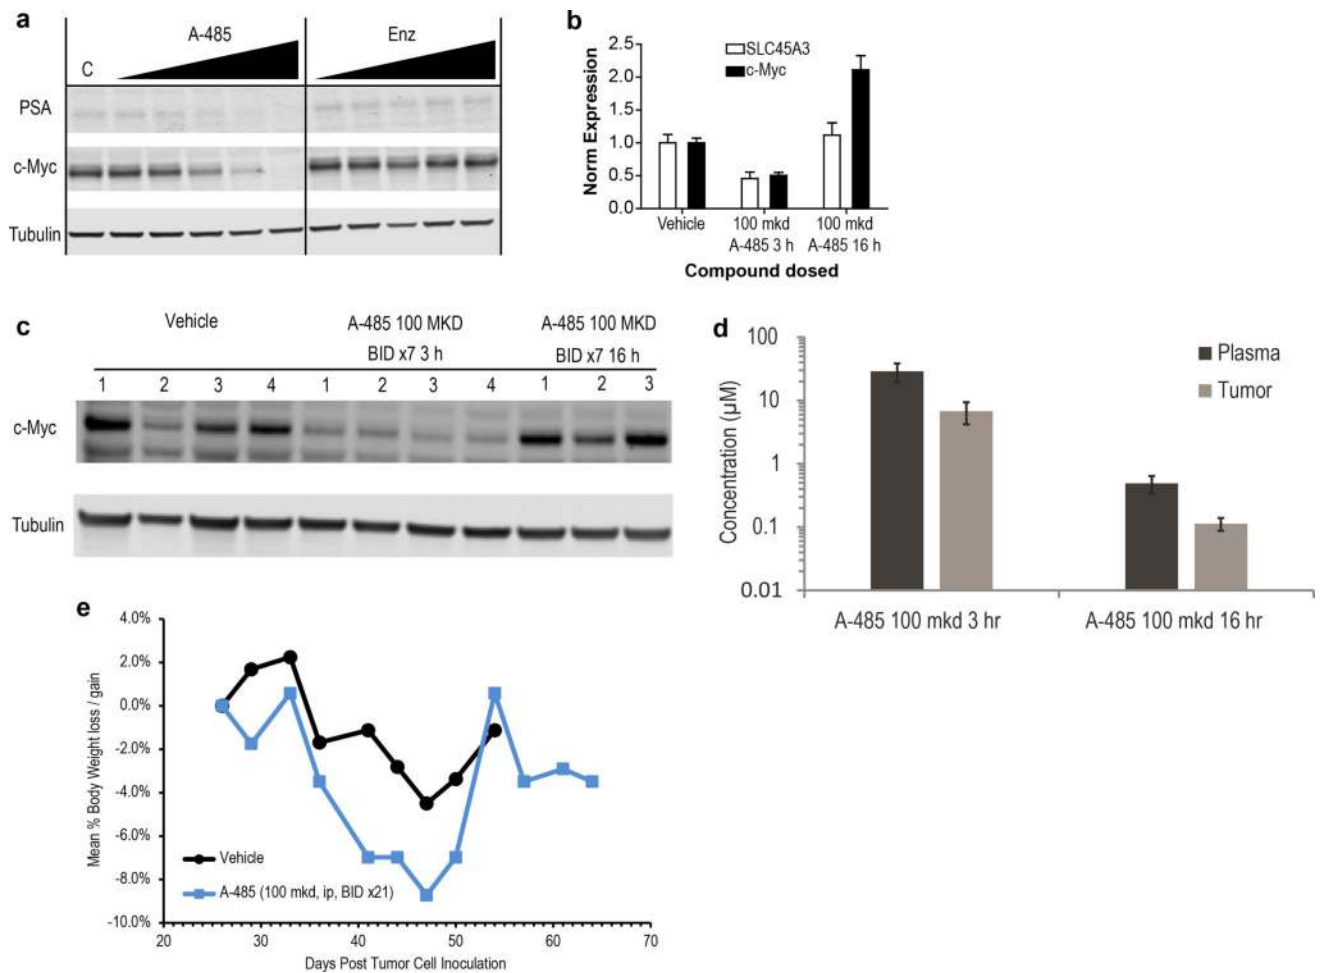 a
A-485
Enz
C
PSA
c-Myc
Tubulin
b
SLC45A3
c-Myc
2.5
2.0
1.5
1.0
0.5
0.0
Norm Expression
Vehicle
100 mkd
A-485 3 h
100 mkd
A-485 16 h
Compound dosed
c
Vehicle
A-485 100 MKD
BID x7 3 h
A-485 100 MKD
BID x7 16 h
1 2 3 4 1 2 3 4 1 2 3
c-Myc
Tubulin
d
100
10
1
0.1
0.01
Concentration (µM)
Plasma
Tumor
A-485 100 mkd 3 hr
A-485 100 mkd 16 hr
e
4.0%
2.0%
0.0%
-2.0%
-4.0%
-6.0%
-8.0%
-10.0%
Mean % Body Weight loss / gain
Vehicle
A-485 (100 mkd, ip, BID x21)
20 30 40 50 60 70
Days Post Tumor Cell Inoculation